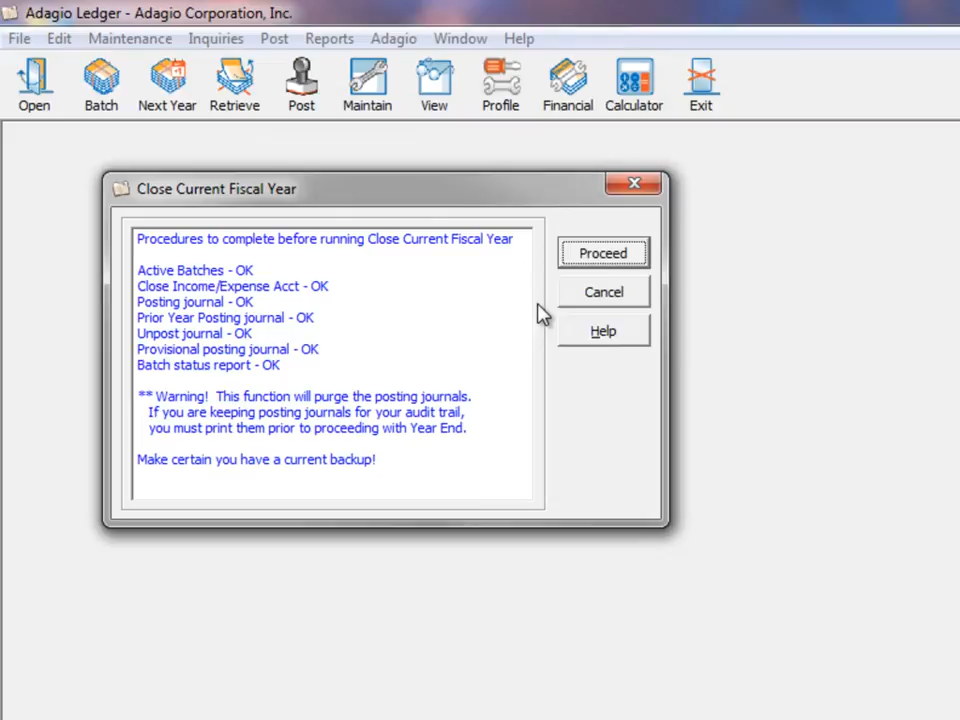 Adagio Ledger - Adagio Corporation, Inc.
File Edit Maintenance Inquiries Post Reports Adagio Window Help
Open Batch Next Year Retrieve Post Maintain View Profile Financial Calculator Exit
Close Current Fiscal Year
Procedures to complete before running Close Current Fiscal Year
Active Batches - OK
Close Income/Expense Acct - OK
Posting journal - OK
Prior Year Posting journal - OK
Unpost journal - OK
Provisional posting journal - OK
Batch status report - OK
** Warning! This function will purge the posting journals.
If you are keeping posting journals for your audit trail,
you must print them prior to proceeding with Year End.
Make certain you have a current backup!
Proceed
Cancel
Help